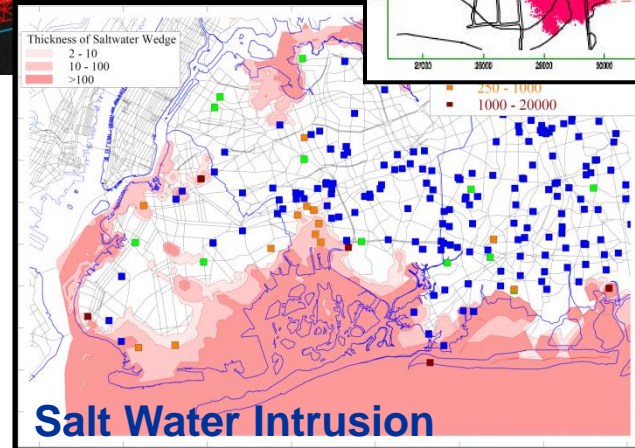 Thickness of Saltwater Wedge
2 - 10
10 - 100
>100
250 - 1000
1000 - 20000
Salt Water Intrusion